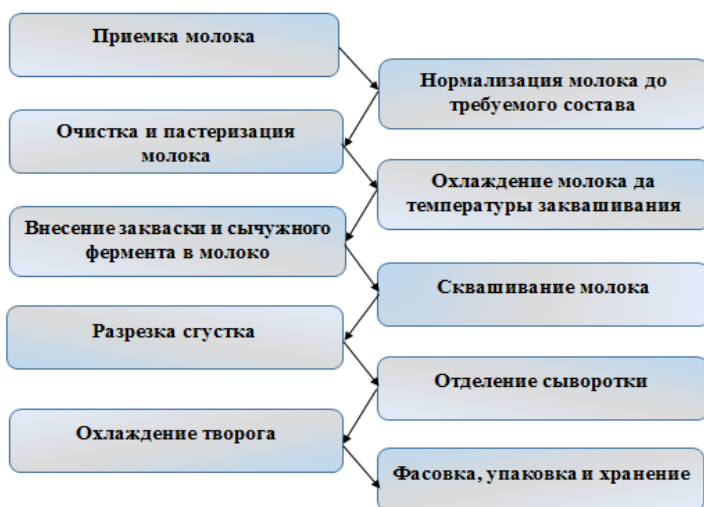 Приемка молока
Нормализация молока до
требуемого состава
Очистка и пастеризация
молока
Охлаждение молока да
температуры заквашивания
Внесение закваски и сычужного
фермента в молоко
Сквашивание молока
Разрезка сгустка
Отделение сыворотки
Охлаждение творога
Фасовка, упаковка и хранение